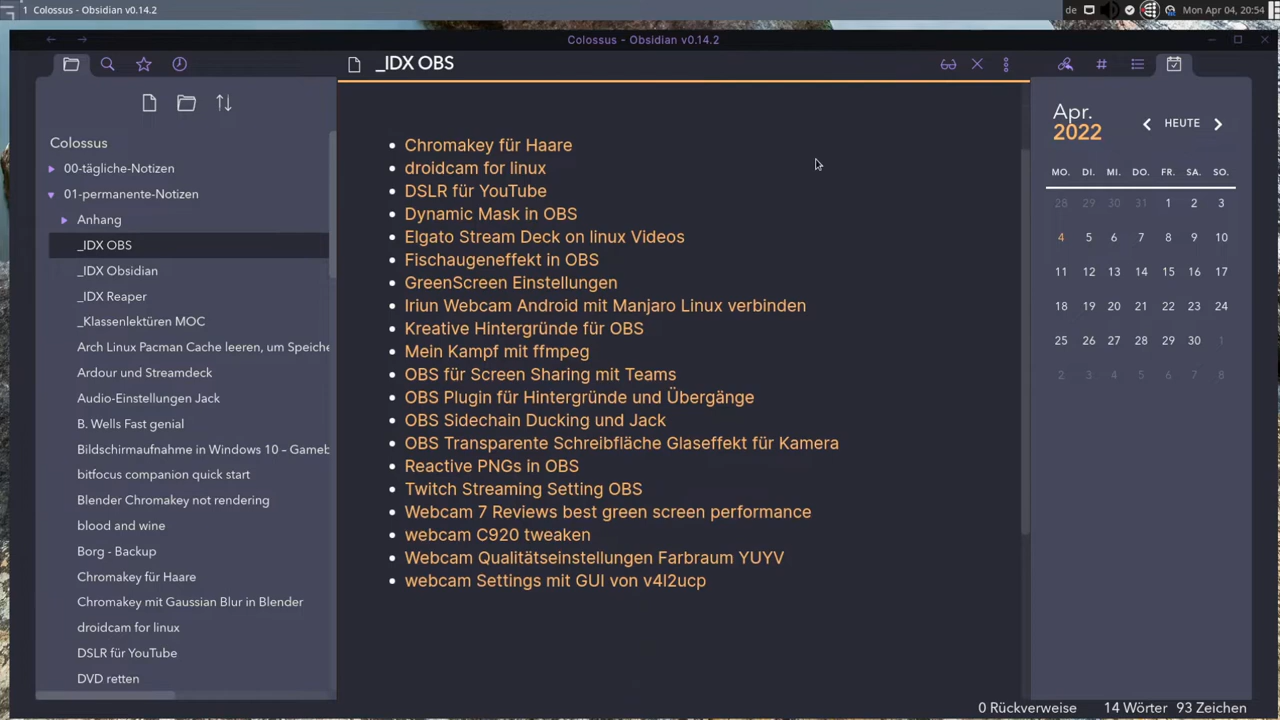 1 Colossus - Obsidian v0.14.2
de
Mon Apr 04, 20:54
Colossus - Obsidian v0.14.2
_IDX OBS
Colossus
00-tägliche-Notizen
01-permanente-Notizen
Anhang
_IDX OBS
_IDX Obsidian
_IDX Reaper
_Klassenlektüren MOC
Arch Linux Pacman Cache leeren, um Speiche
Ardour und Streamdeck
Audio-Einstellungen Jack
B. Wells Fast genial
Bildschirmaufnahme in Windows 10 – Gameb
bitfocus companion quick start
Blender Chromakey not rendering
blood and wine
Borg - Backup
Chromakey für Haare
Chromakey mit Gaussian Blur in Blender
droidcam for linux
DSLR für YouTube
DVD retten
Chromakey für Haare
droidcam for linux
DSLR für YouTube
Dynamic Mask in OBS
Elgato Stream Deck on linux Videos
Fischaugeneffekt in OBS
GreenScreen Einstellungen
Iriun Webcam Android mit Manjaro Linux verbinden
Kreative Hintergründe für OBS
Mein Kampf mit ffmpeg
OBS für Screen Sharing mit Teams
OBS Plugin für Hintergründe und Übergänge
OBS Sidechain Ducking und Jack
OBS Transparente Schreibfläche Glaseffekt für Kamera
Reactive PNGs in OBS
Twitch Streaming Setting OBS
Webcam 7 Reviews best green screen performance
webcam C920 tweaken
Webcam Qualitätseinstellungen Farbraum YUYV
webcam Settings mit GUI von v4l2ucp
Apr.
2022
HEUTE
MO. DI. MI. DO. FR. SA. SO.
28 29 30 31 1 2 3
4 5 6 7 8 9 10
11 12 13 14 15 16 17
18 19 20 21 22 23 24
25 26 27 28 29 30 1
2 3 4 5 6 7 8
0 Rückverweise 14 Wörter 93 Zeichen